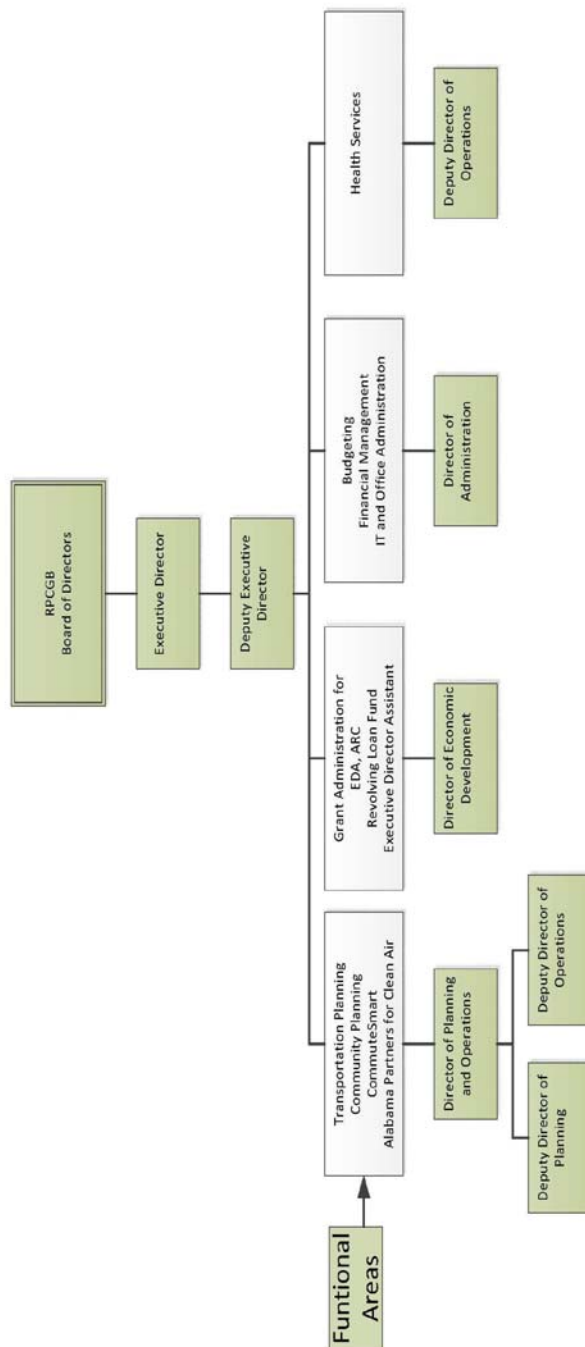 RPCGB
Board of Directors
Executive Director
Deputy Executive
Director
Funtional
Areas
Transportation Planning
Community Planning
CommuteSmart
Alabama Partners for Clean Air
Grant Administration for
EDA, ARC
Revolving Loan Fund
Executive Director Assistant
Budgeting
Financial Management
IT and Office Administration
Health Services
Director of Planning
and Operations
Director of Economic
Development
Director of
Administration
Deputy Director of
Operations
Deputy Director of
Planning
Deputy Director of
Operations